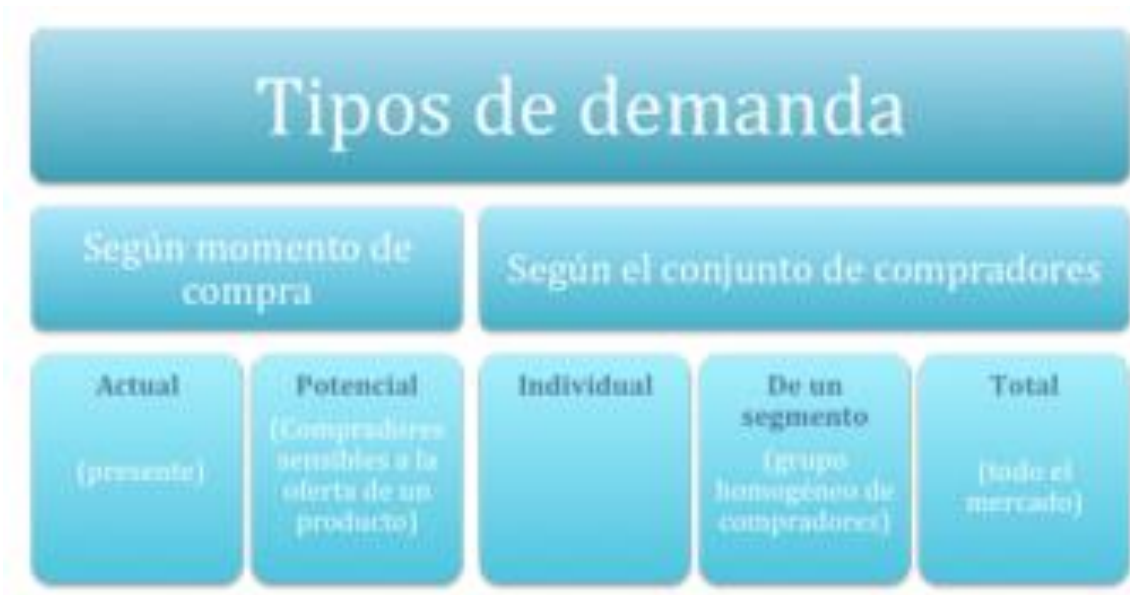 Tipos de demanda
Según momento de
compra
Según el conjunto de compradores
Actual
(presente)
Potencial
(Compradores
sensibles a la
oferta de un
producto)
Individual
De un
segmento
(grupo
homogéneo de
compradores)
Total
(todo el
mercado)